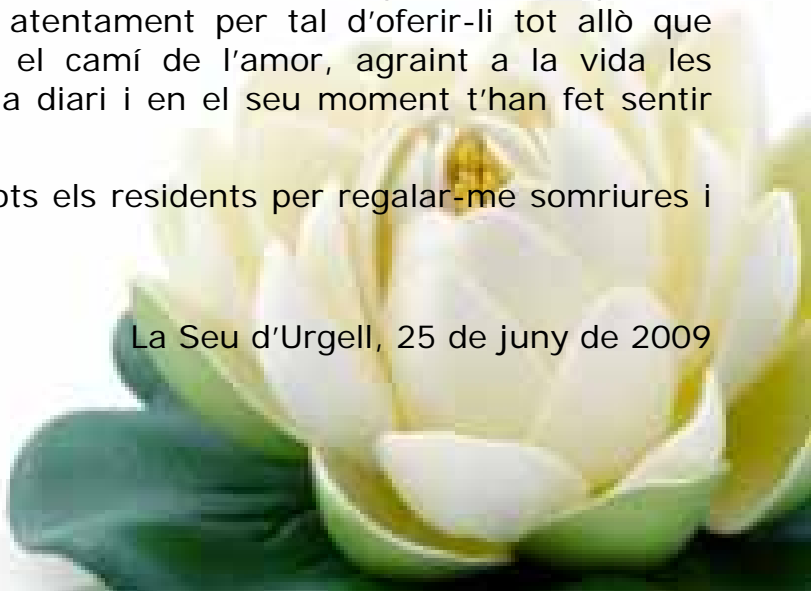 atentament per tal d'oferir-li tot allò que
el camí de l'amor, agraint a la vida les
a diari i en el seu moment t'han fet sentir
ots els residents per regalar-me somriures i
La Seu d'Urgell, 25 de juny de 2009